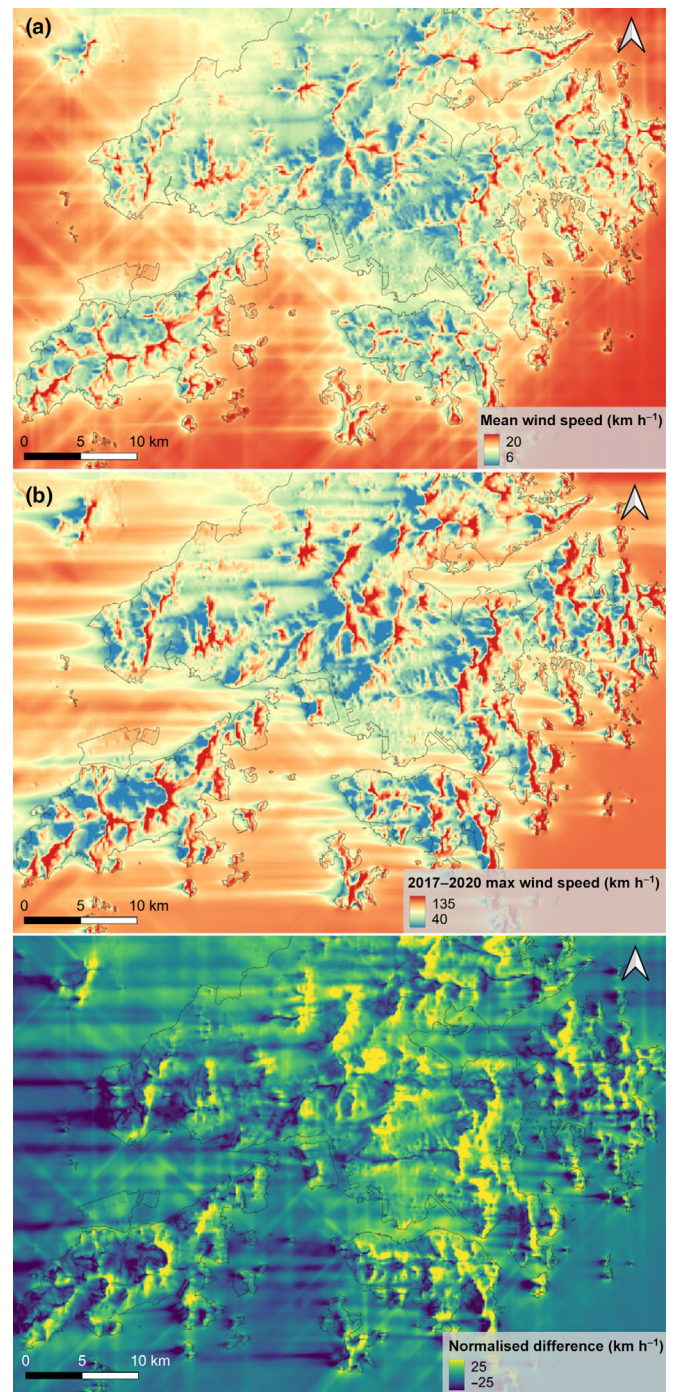 (a)
Mean wind speed (km h⁻¹)
20
6
0 5 10 km
(b)
2017–2020 max wind speed (km h⁻¹)
135
40
0 5 10 km
Normalised difference (km h⁻¹)
25
−25
0 5 10 km